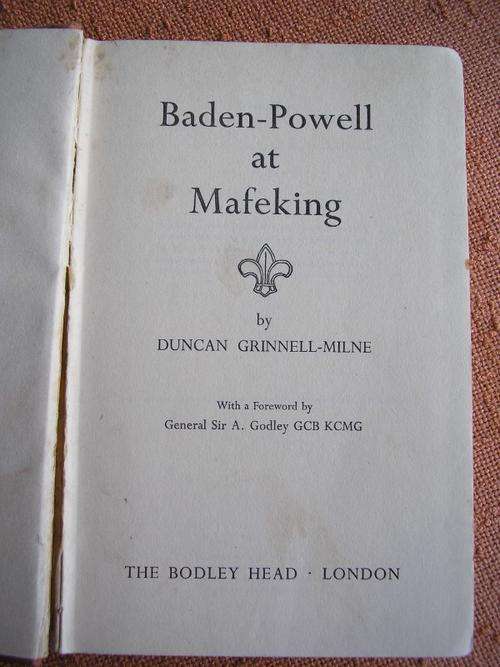 Baden-Powell
at
Mafeking
by
DUNCAN GRINNELL-MILNE
With a Foreword by
General Sir A. Godley GCB KCMG
THE BODLEY HEAD · LONDON